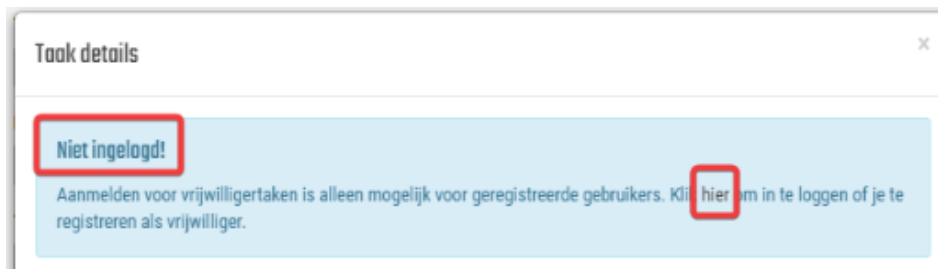 Taak details
×
Niet ingelogd!
Aanmelden voor vrijwilligertaken is alleen mogelijk voor geregistreerde gebruikers. Klik hier om in te loggen of je te
registreren als vrijwilliger.